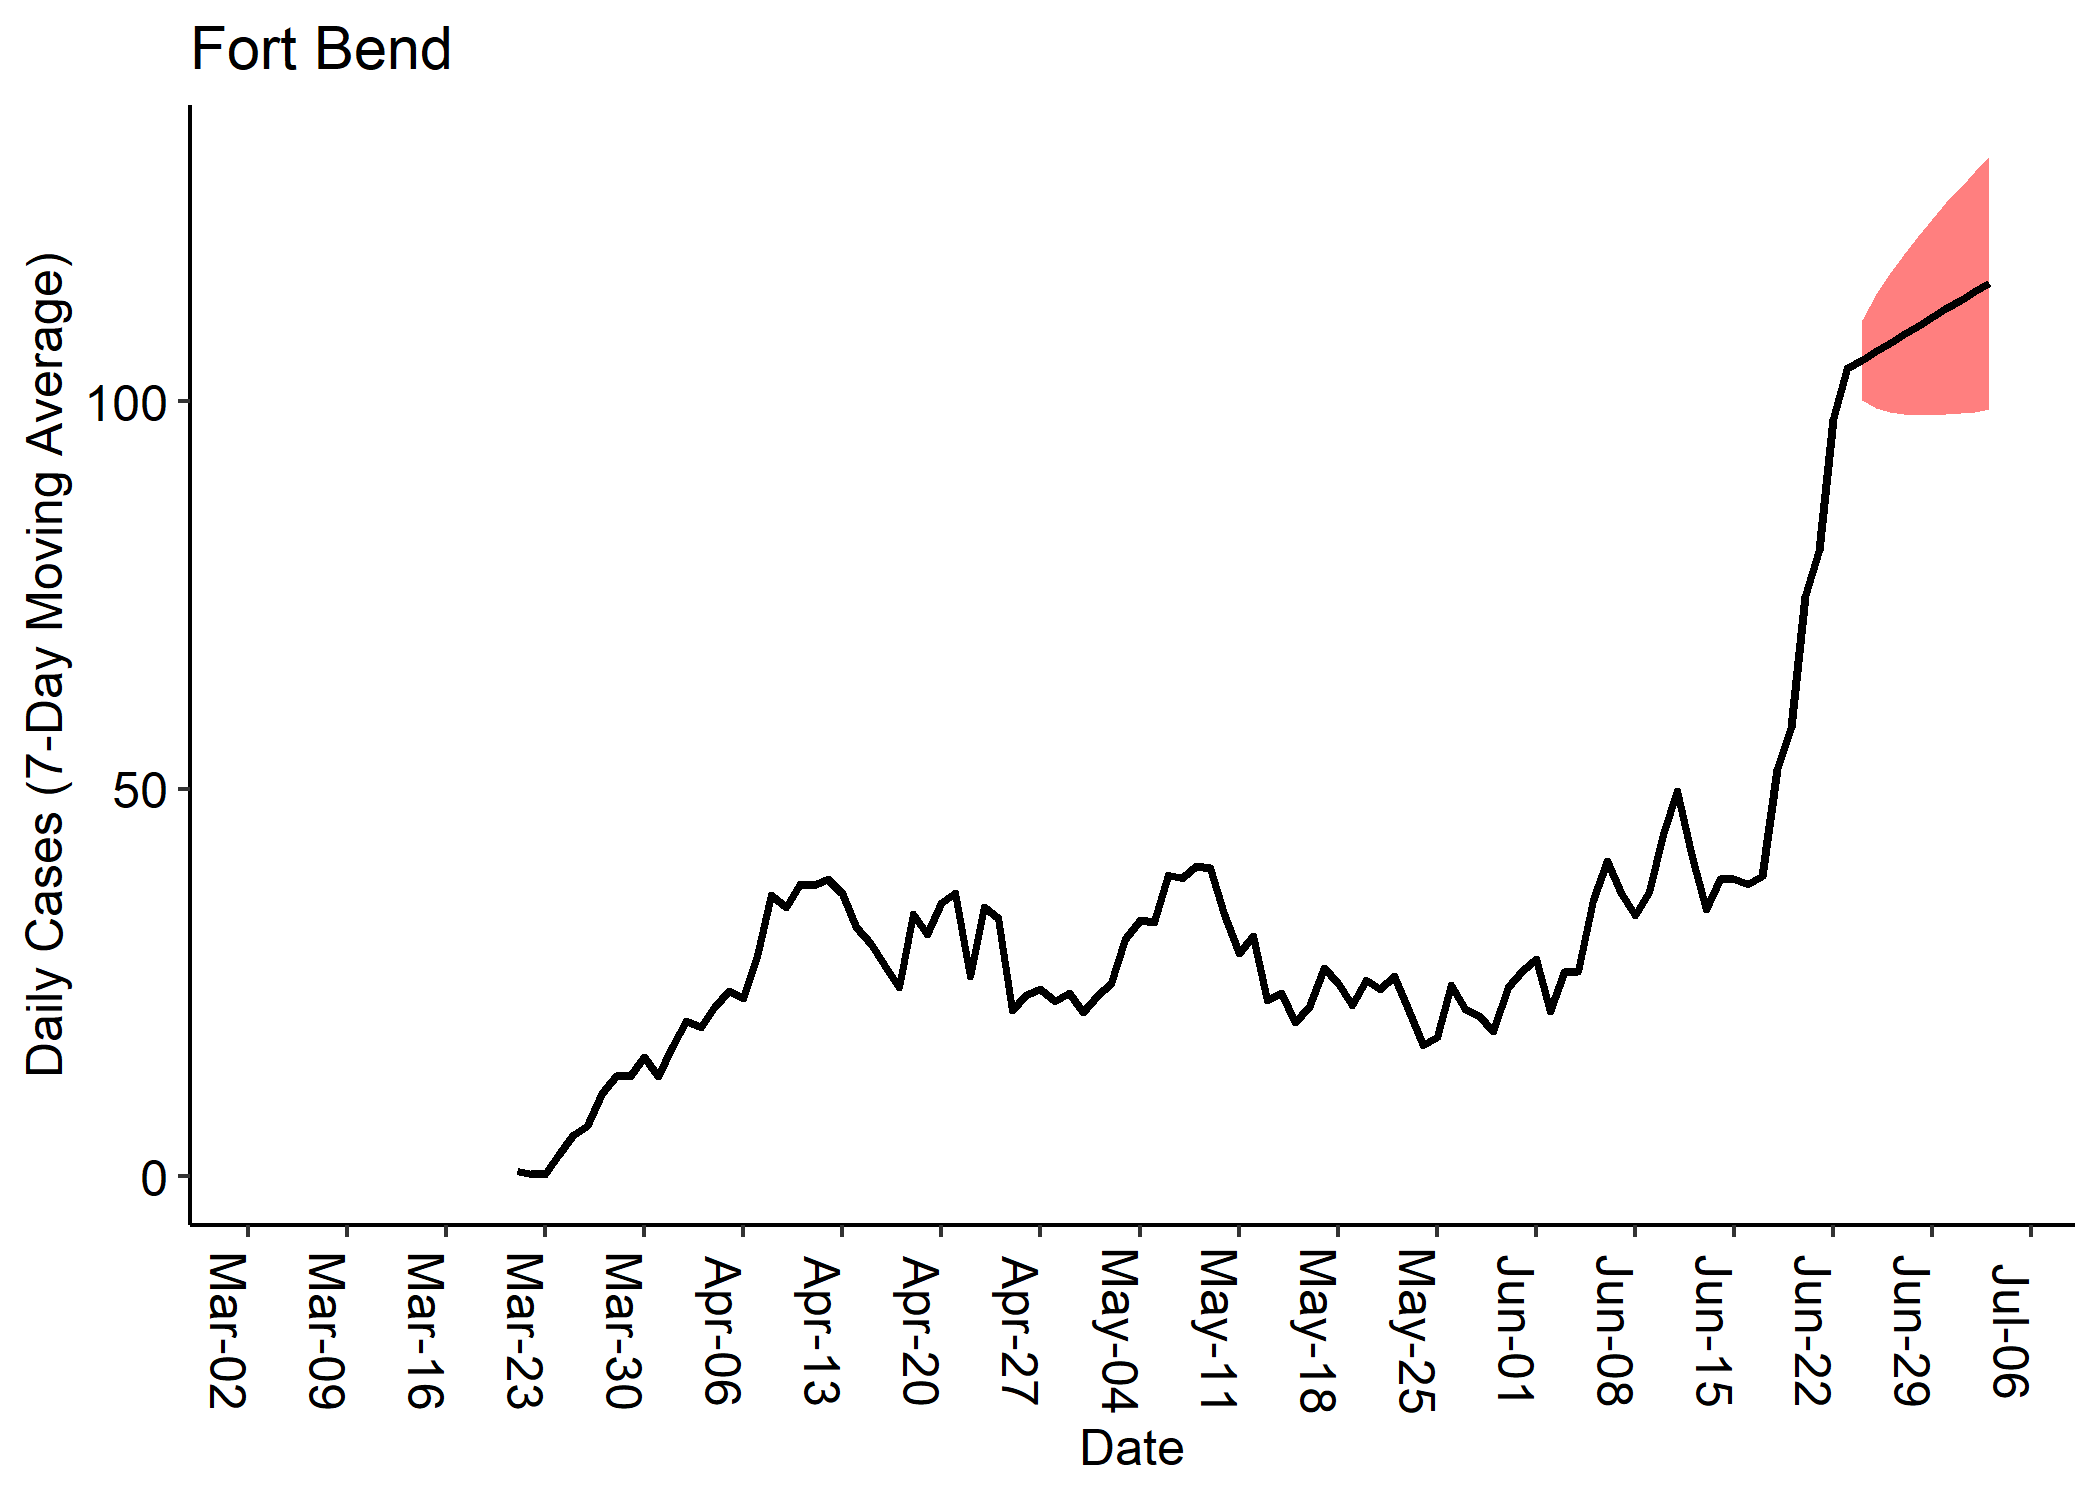 Fort Bend
Daily Cases (7-Day Moving Average)
100
50
0
Mar-02
Mar-09
Mar-16
Mar-23
Mar-30
Apr-06
Apr-13
Apr-20
Apr-27
May-04
May-11
May-18
May-25
Jun-01
Jun-08
Jun-15
Jun-22
Jun-29
Jul-06
Date